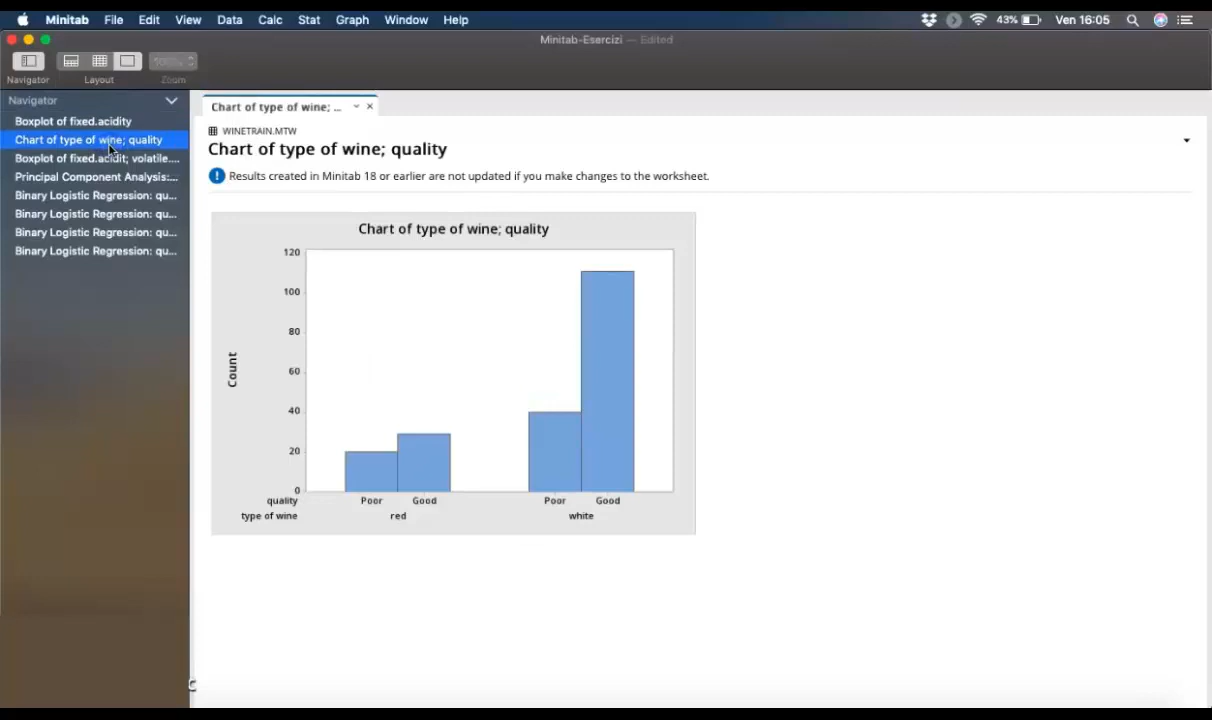 Minitab File Edit View Data Calc Stat Graph Window Help 43% Ven 16:05
Minitab-Esercizi — Edited
100%
Navigator Layout Zoom
Navigator
Boxplot of fixed.acidity
Chart of type of wine; quality
Boxplot of fixed.acidit; volatile....
Principal Component Analysis:...
Binary Logistic Regression: qu...
Binary Logistic Regression: qu...
Binary Logistic Regression: qu...
Binary Logistic Regression: qu...
Chart of type of wine; ...
WINETRAIN.MTW
Chart of type of wine; quality
Results created in Minitab 18 or earlier are not updated if you make changes to the worksheet.
Chart of type of wine; quality
120
100
80
60
40
20
0
Count
quality Poor Good Poor Good
type of wine red white